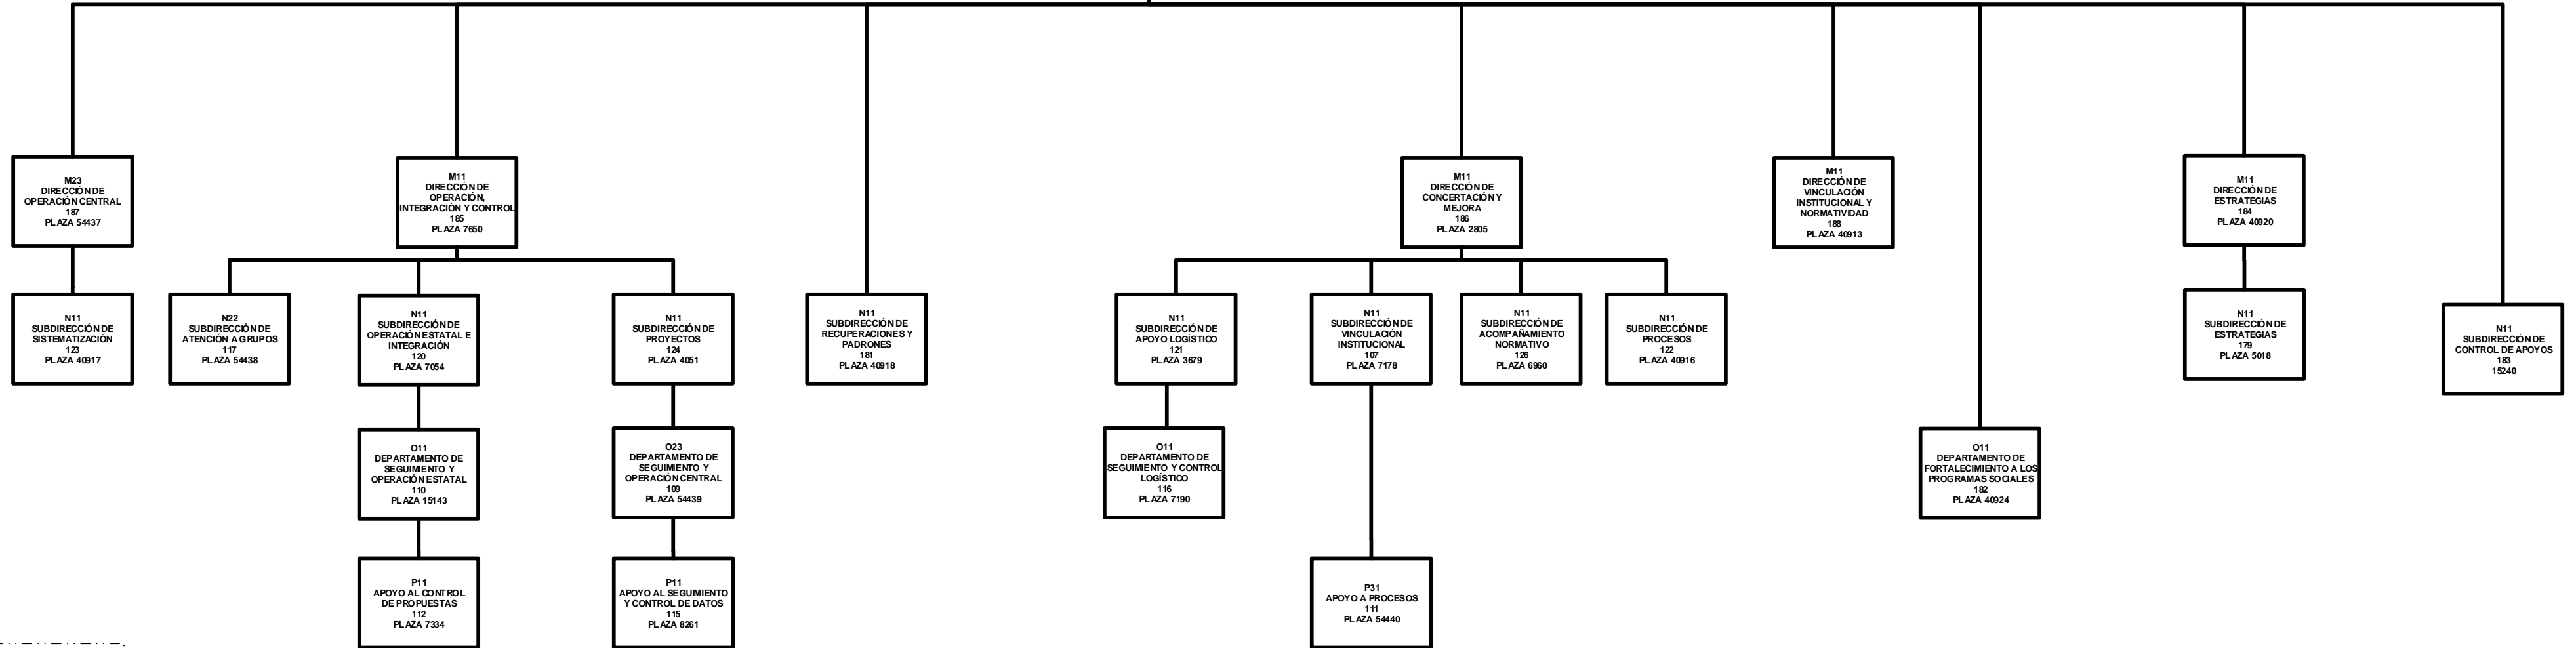 M23
DIRECCIÓN DE
OPERACIÓN CENTRAL
187
PLAZA 54437
M11
DIRECCIÓN DE
OPERACIÓN,
INTEGRACIÓN Y CONTROL
185
PLAZA 7650
M11
DIRECCIÓN DE
CONCERTACIÓN Y
MEJORA
186
PLAZA 2805
M11
DIRECCIÓN DE
VINCULACIÓN
INSTITUCIONAL Y
NORMATIVIDAD
188
PLAZA 40913
M11
DIRECCIÓN DE
ESTRATEGIAS
184
PLAZA 40920
N11
SUBDIRECCIÓN DE
SISTEMATIZACIÓN
123
PLAZA 40917
N22
SUBDIRECCIÓN DE
ATENCIÓN A GRUPOS
117
PLAZA 54438
N11
SUBDIRECCIÓN DE
OPERACIÓN ESTATAL E
INTEGRACIÓN
120
PLAZA 7054
N11
SUBDIRECCIÓN DE
PROYECTOS
124
PLAZA 4051
N11
SUBDIRECCIÓN DE
RECUPERACIONES Y
PADRONES
181
PLAZA 40918
N11
SUBDIRECCIÓN DE
APOYO LOGÍSTICO
121
PLAZA 3679
N11
SUBDIRECCIÓN DE
VINCULACIÓN
INSTITUCIONAL
107
PLAZA 7178
N11
SUBDIRECCIÓN DE
ACOMPAÑAMIENTO
NORMATIVO
126
PLAZA 6960
N11
SUBDIRECCIÓN DE
PROCESOS
122
PLAZA 40916
N11
SUBDIRECCIÓN DE
ESTRATEGIAS
179
PLAZA 5018
N11
SUBDIRECCIÓN DE
CONTROL DE APOYOS
183
15240
O11
DEPARTAMENTO DE
SEGUIMIENTO Y
OPERACIÓN ESTATAL
110
PLAZA 15143
O23
DEPARTAMENTO DE
SEGUIMIENTO Y
OPERACIÓN CENTRAL
109
PLAZA 54439
O11
DEPARTAMENTO DE
SEGUIMIENTO Y CONTROL
LOGÍSTICO
116
PLAZA 7190
O11
DEPARTAMENTO DE
FORTALECIMIENTO A LOS
PROGRAMAS SOCIALES
182
PLAZA 40924
P11
APOYO AL CONTROL
DE PROPUESTAS
112
PLAZA 7334
P11
APOYO AL SEGUIMIENTO
Y CONTROL DE DATOS
115
PLAZA 8261
P31
APOYO A PROCESOS
111
PLAZA 54440